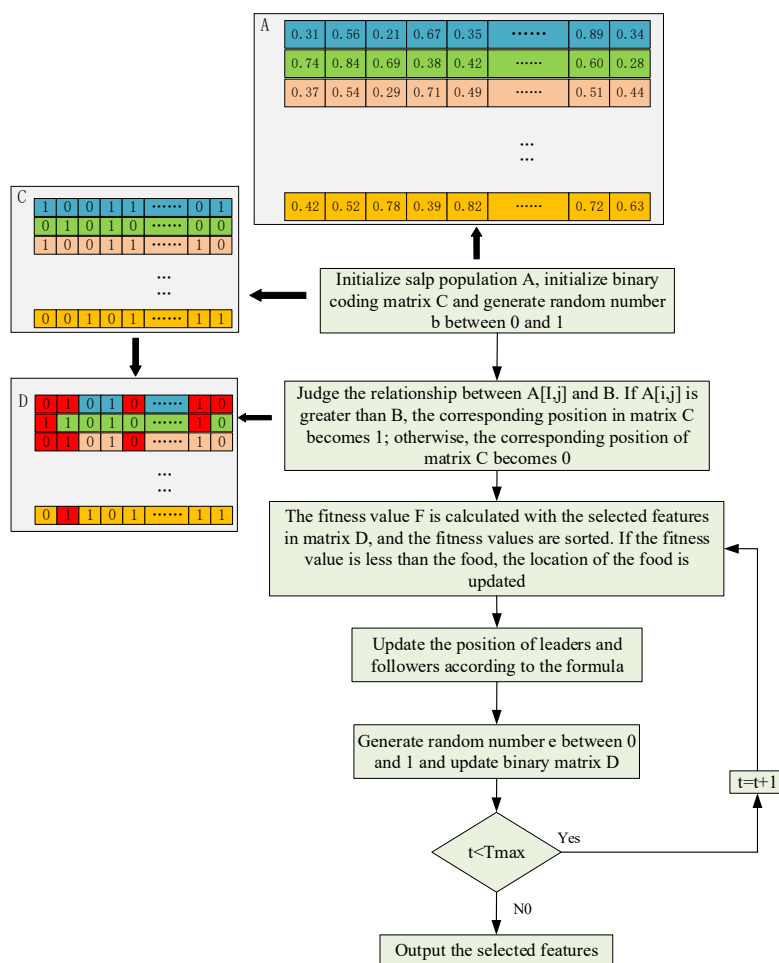 A
0.31 0.56 0.21 0.67 0.35 ⋯⋯ 0.89 0.34
0.74 0.84 0.69 0.38 0.42 ⋯⋯ 0.60 0.28
0.37 0.54 0.29 0.71 0.49 ⋯⋯ 0.51 0.44
…
…
0.42 0.52 0.78 0.39 0.82 ⋯⋯ 0.72 0.63
C
1 0 0 1 1 ⋯⋯ 0 1
0 1 0 1 0 ⋯⋯ 0 0
1 0 0 1 1 ⋯⋯ 1 0
…
…
0 0 1 0 1 ⋯⋯ 1 1
Initialize salp population A, initialize binary
coding matrix C and generate random number
b between 0 and 1
D
0 1 0 1 0 ⋯⋯ 1 0
1 1 0 1 0 ⋯⋯ 1 0
0 1 0 1 0 ⋯⋯ 1 0
…
…
0 1 1 0 1 ⋯⋯ 1 1
Judge the relationship between A[I,j] and B. If A[i,j] is
greater than B, the corresponding position in matrix C
becomes 1; otherwise, the corresponding position of
matrix C becomes 0
The fitness value F is calculated with the selected features
in matrix D, and the fitness values are sorted. If the fitness
value is less than the food, the location of the food is
updated
Update the position of leaders and
followers according to the formula
Generate random number e between 0
and 1 and update binary matrix D
t=t+1
t<Tmax
Yes
N0
Output the selected features